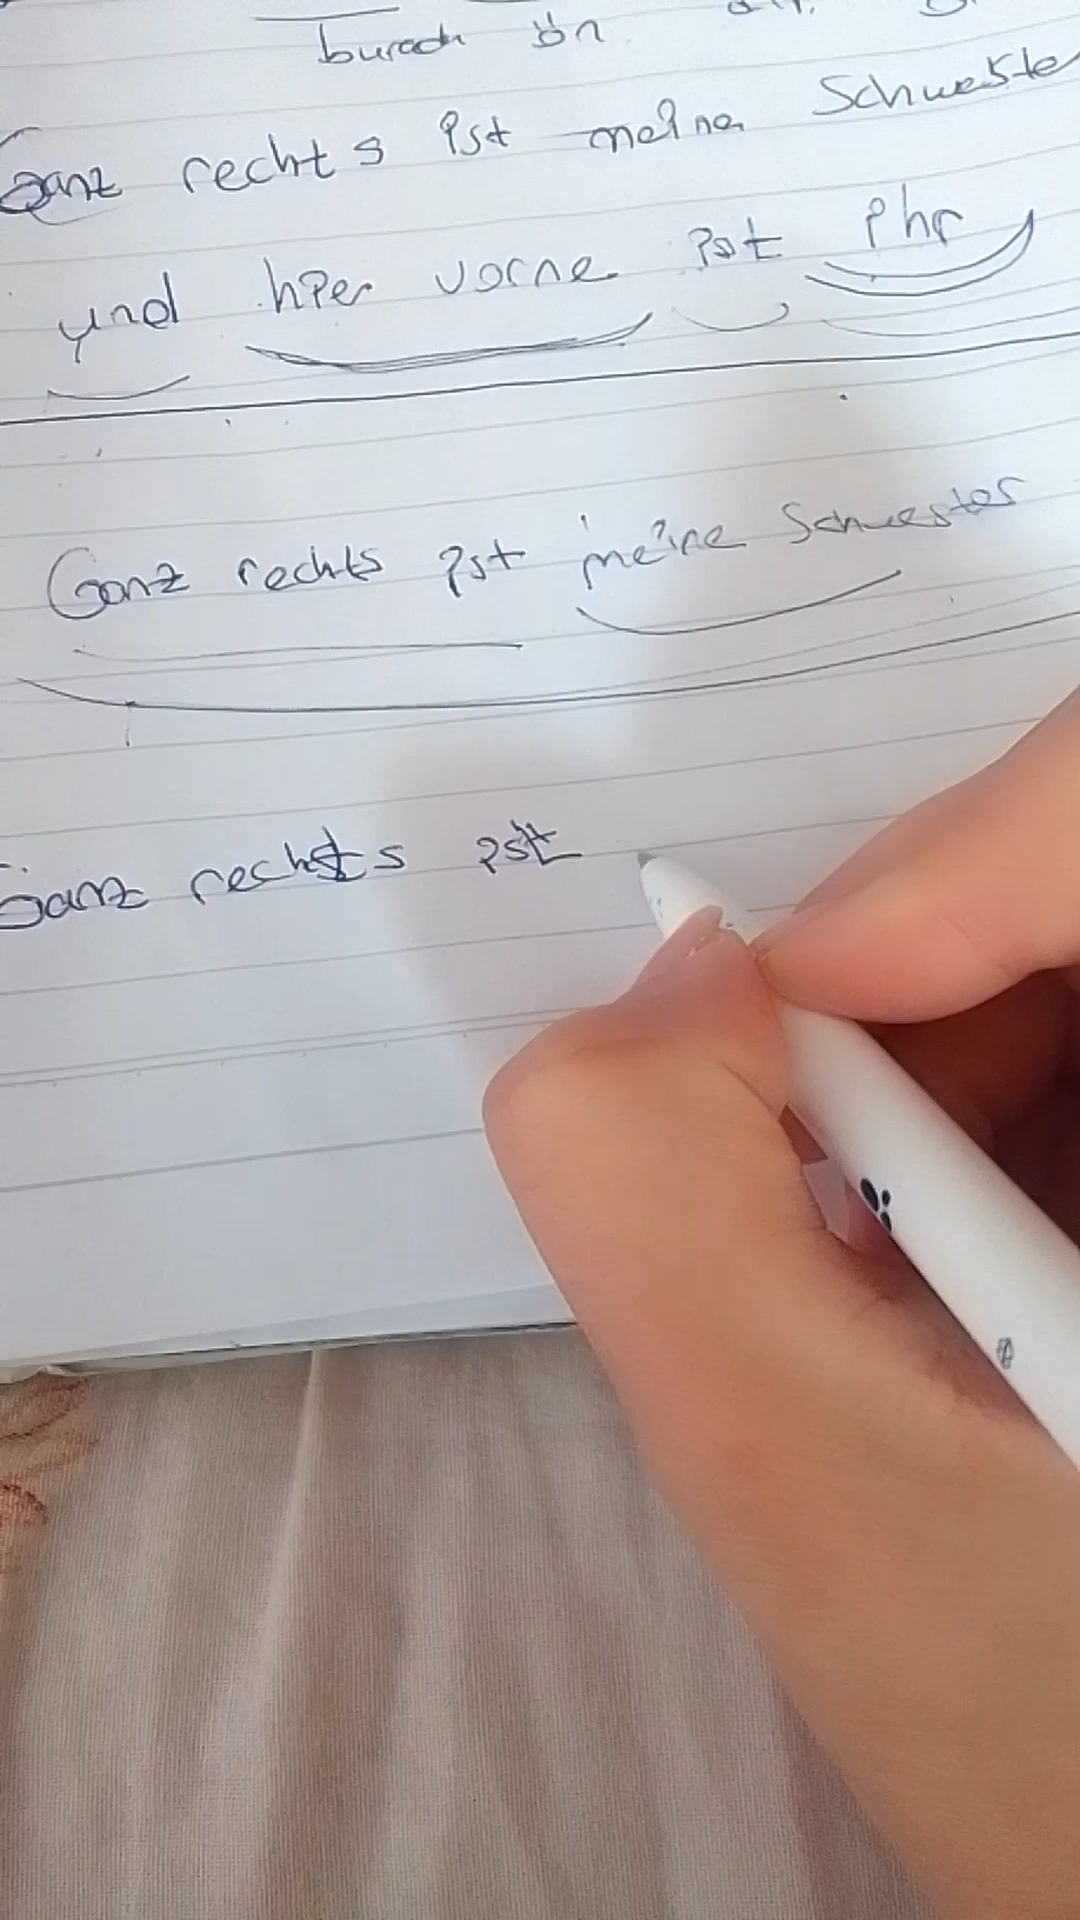 burada ön
Ganz rechts ist meine Schweste
und hier vorne ist ihr
Ganz rechts ist meine Schwester
Ganz rechts ist